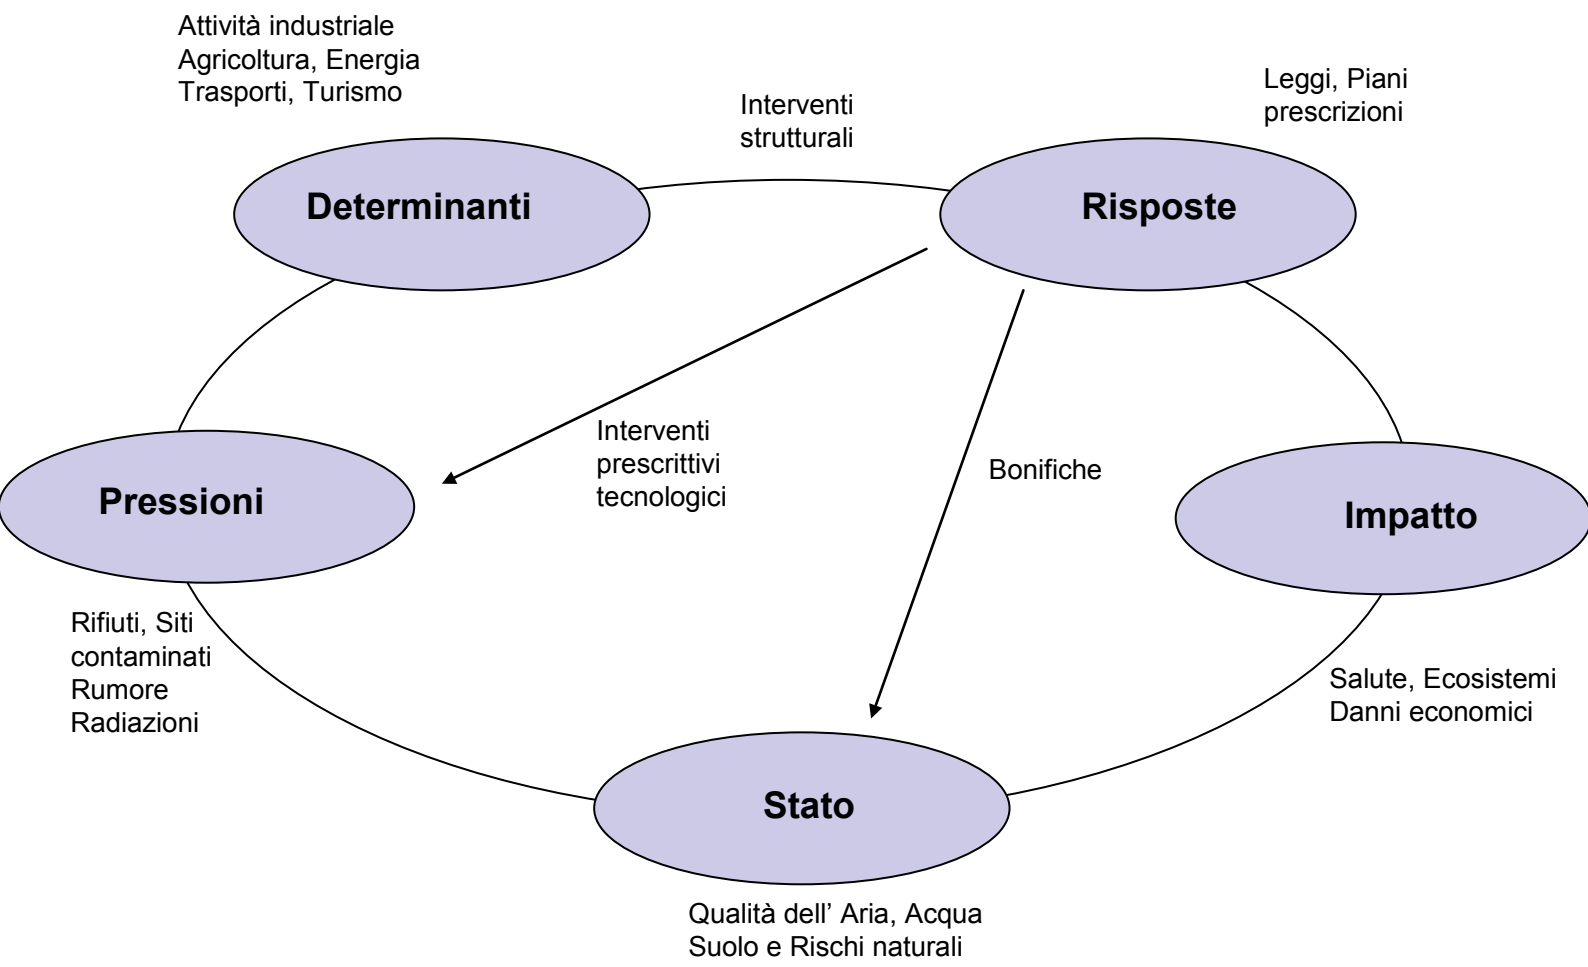 Attività industriale
Agricoltura, Energia
Trasporti, Turismo
Interventi
strutturali
Leggi, Piani
prescrizioni
Determinanti
Risposte
Interventi
prescrittivi
tecnologici
Bonifiche
Pressioni
Impatto
Rifiuti, Siti
contaminati
Rumore
Radiazioni
Salute, Ecosistemi
Danni economici
Stato
Qualità dell’ Aria, Acqua
Suolo e Rischi naturali